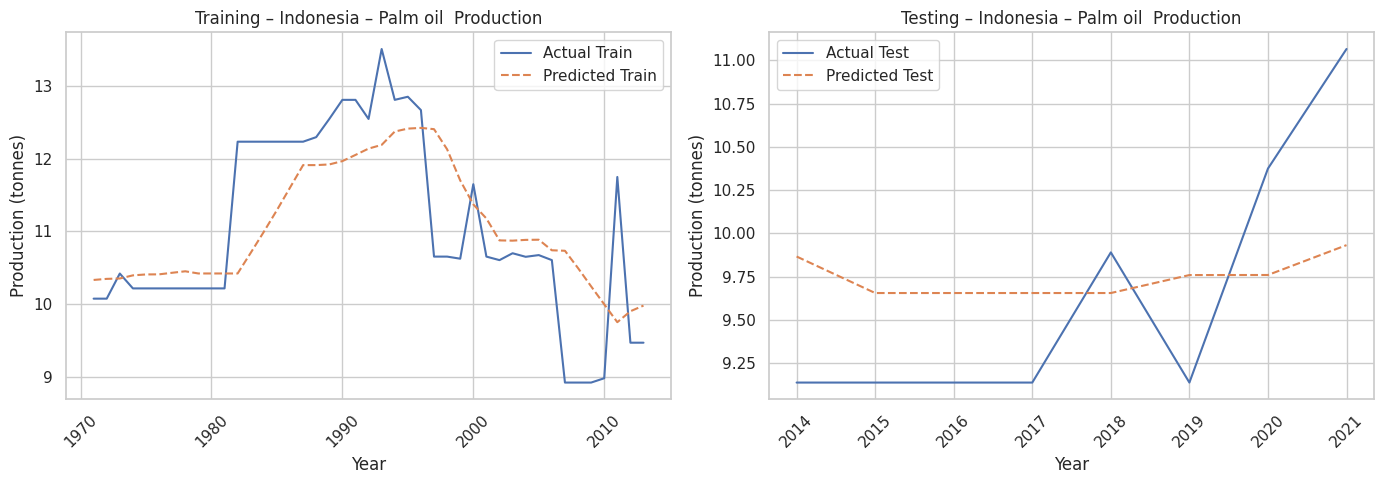 Training – Indonesia – Palm oil  Production
Production (tonnes)
13
12
11
10
9
Actual Train
Predicted Train
1970
1980
1990
2000
2010
Year
Testing – Indonesia – Palm oil  Production
Production (tonnes)
11.00
10.75
10.50
10.25
10.00
9.75
9.50
9.25
Actual Test
Predicted Test
2014
2015
2016
2017
2018
2019
2020
2021
Year